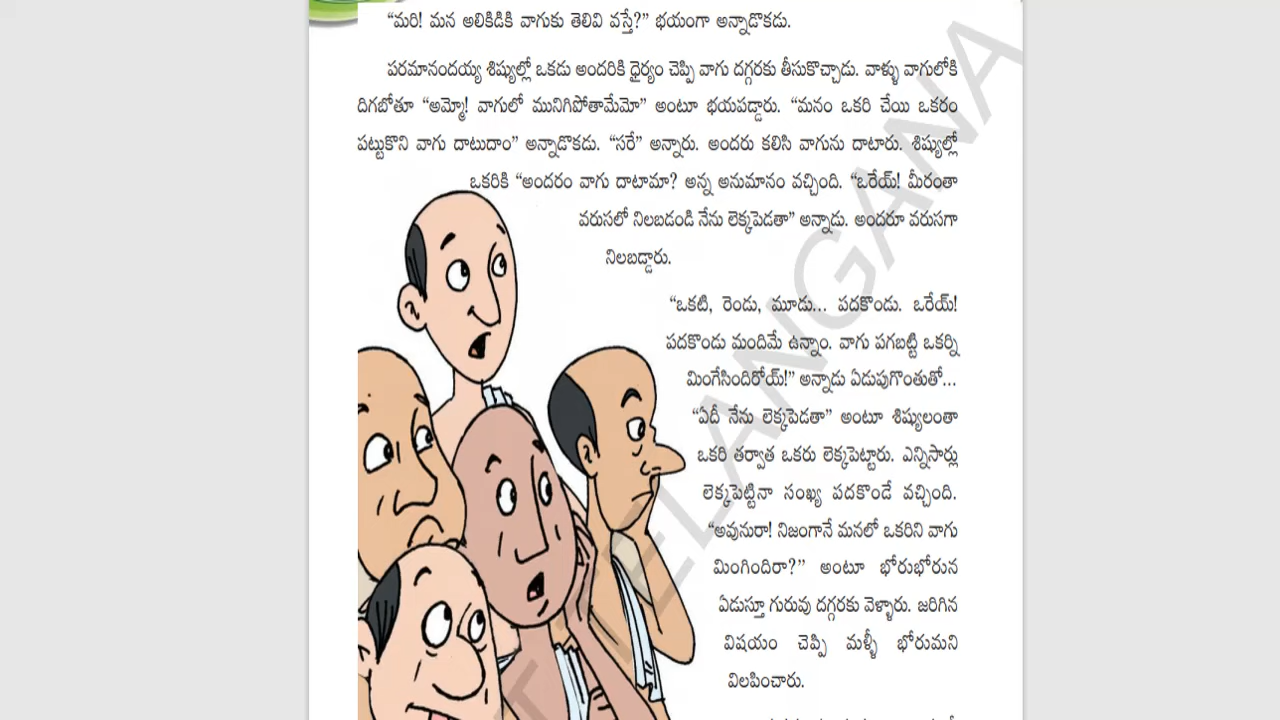 “మరి! మన అలికిడికి వాగుకు తెలివి వస్తే?” భయంగా అన్నాడొకడు.
పరమానందయ్య శిష్యుల్లో ఒకడు అందరికి ధైర్యం చెప్పి వాగు దగ్గరకు తీసుకొచ్చాడు. వాళ్ళు వాగులోకి
దిగబోతూ “అమ్మో! వాగులో మునిగిపోతామేమో” అంటూ భయపడ్డారు. “మనం ఒకరి చేయి ఒకరం
పట్టుకొని వాగు దాటుదాం” అన్నాడొకడు. “సరే” అన్నారు. అందరు కలిసి వాగును దాటారు. శిష్యుల్లో
ఒకరికి “అందరం వాగు దాటామా? అన్న అనుమానం వచ్చింది. “ఒరేయ్! మీరంతా
వరుసలో నిలబడండి నేను లెక్కపెడతా” అన్నాడు. అందరూ వరుసగా
నిలబడ్డారు.
“ఒకటి, రెండు, మూడు... పదకొండు. ఒరేయ్!
పదకొండు మందిమే ఉన్నాం. వాగు పగబట్టి ఒకర్ని
మింగేసిందిరోయ్!” అన్నాడు ఏడుపుగొంతుతో...
“ఏదీ నేను లెక్కపెడతా” అంటూ శిష్యులంతా
ఒకరి తర్వాత ఒకరు లెక్కపెట్టారు. ఎన్నిసార్లు
లెక్కపెట్టినా సంఖ్య పదకొండే వచ్చింది.
“అవునురా! నిజంగానే మనలో ఒకరిని వాగు
మింగిందిరా?” అంటూ భోరుభోరున
ఏడుస్తూ గురువు దగ్గరకు వెళ్ళారు. జరిగిన
విషయం చెప్పి మళ్ళీ భోరుమని
విలపించారు.
T TELANGANA